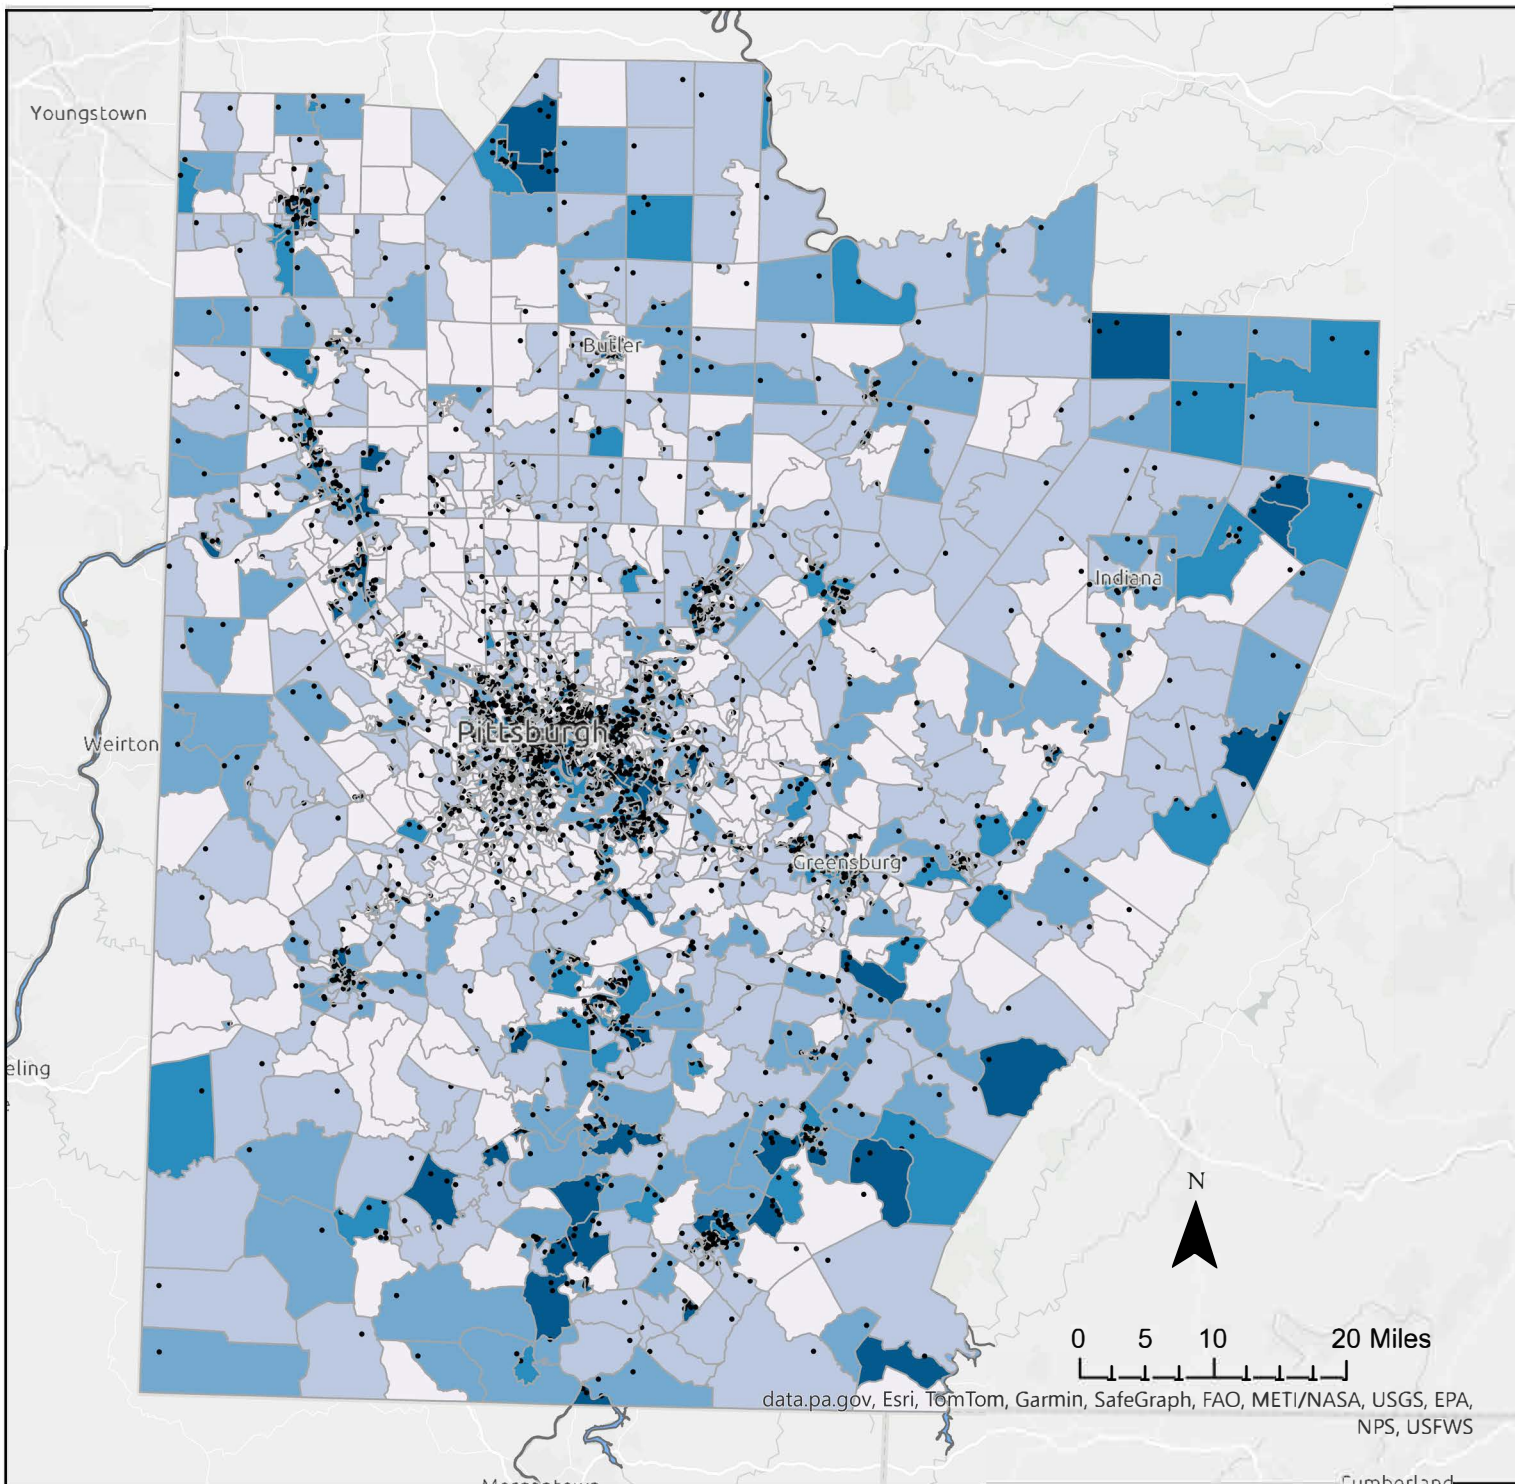 Youngstown
Butler
Indiana
Pittsburgh
Weirton
Greensburg
eling
N
0 5 10 20 Miles
data.pa.gov, Esri, TomTom, Garmin, SafeGraph, FAO, METI/NASA, USGS, EPA,
NPS, USFWS